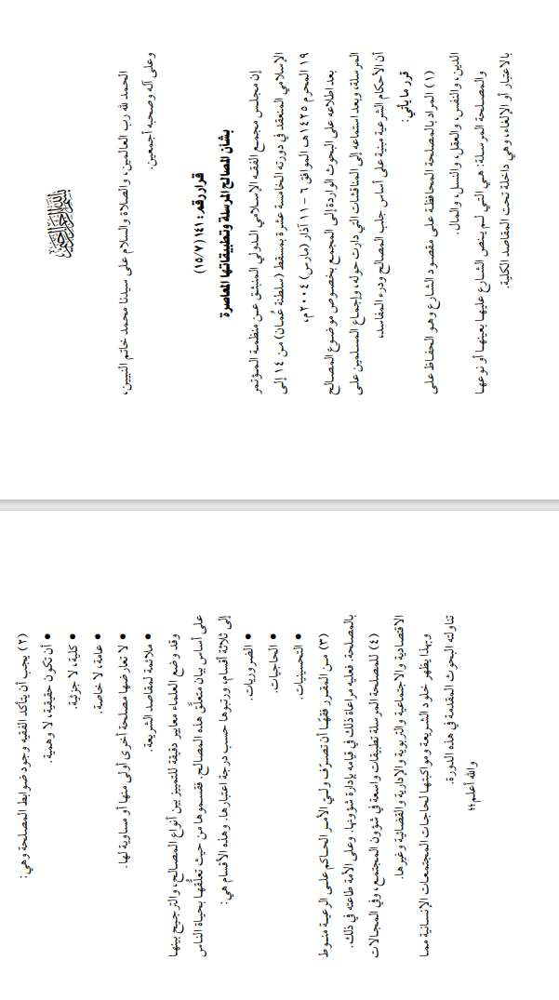 بسم الله الرحمن الرحيم
الحمد لله رب العالمين، والصلاة والسلام على سيدنا محمد خاتم النبيين،
وعلى آله وصحبه أجمعين.
قرار رقم: ١٤١ (١٥/٧)
بشأن المصالح المرسلة وتطبيقاتها المعاصرة
إن مجلس مجمع الفقه الإسلامي الدولي المنبثق عن منظمة المؤتمر
الإسلامي المنعقد في دورته الخامسة عشرة بمسقط (سلطنة عُمان) من ١٤ إلى
١٩ المحرم ١٤٢٥هـ، الموافق ٦ – ١١ آذار (مارس) ٢٠٠٤م،
بعد اطلاعه على البحوث الواردة إلى المجمع بخصوص موضوع المصالح
المرسلة، وبعد استماعه إلى المناقشات التي دارت حوله، وإجماع المسلمين على
أن الأحكام الشرعية مبنية على أساس جلب المصالح ودرء المفاسد،
قرر ما يأتي:
(١) المراد بالمصلحة المحافظة على مقصود الشارع وهو الحفاظ على
الدين، والنفس، والعقل، والنسل، والمال.
والمصلحة المرسلة: هي التي لم ينص الشارع عليها بعينها أو نوعها
بالاعتبار أو الإلغاء، وهي داخلة تحت المقاصد الكلية.
(٢) يجب أن يتأكد الفقيه وجود ضوابط المصلحة وهي:
• أن تكون حقيقية، لا وهمية.
• كلية، لا جزئية.
• عامة، لا خاصة.
• لا تعارضها مصلحة أخرى أولى منها أو مساوية لها.
• ملائمة لمقاصد الشريعة.
وقد وضع العلماء معايير دقيقة للتمييز بين أنواع المصالح، والترجيح بينها
على أساس بيان متعلَّق هذه المصالح. فقسموها من حيث تعلُّقها بحياة الناس
إلى ثلاثة أقسام، ورتبوها حسب درجة اعتبارها. وهذه الأقسام هي:
• الضروريات.
• الحاجيات.
• التحسينيات.
(٣) من المقرر فقهًا أن تصرّف وليّ الأمر الحاكم على الرعية منوط
بالمصلحة. فعليه مراعاة ذلك في قيامه بإدارة شؤونها. وعلى الأمة طاعته في ذلك.
(٤) للمصلحة المرسلة تطبيقات واسعة في شؤون المجتمع، وفي المجالات
الاقتصادية والاجتماعية والتربوية والإدارية والقضائية وغيرها.
وبهذا يظهر خلود الشريعة ومواكبتها لحاجات المجتمعات الإنسانية مما
تناولته البحوث المقدمة في هذه الدورة.
والله أعلم؛؛